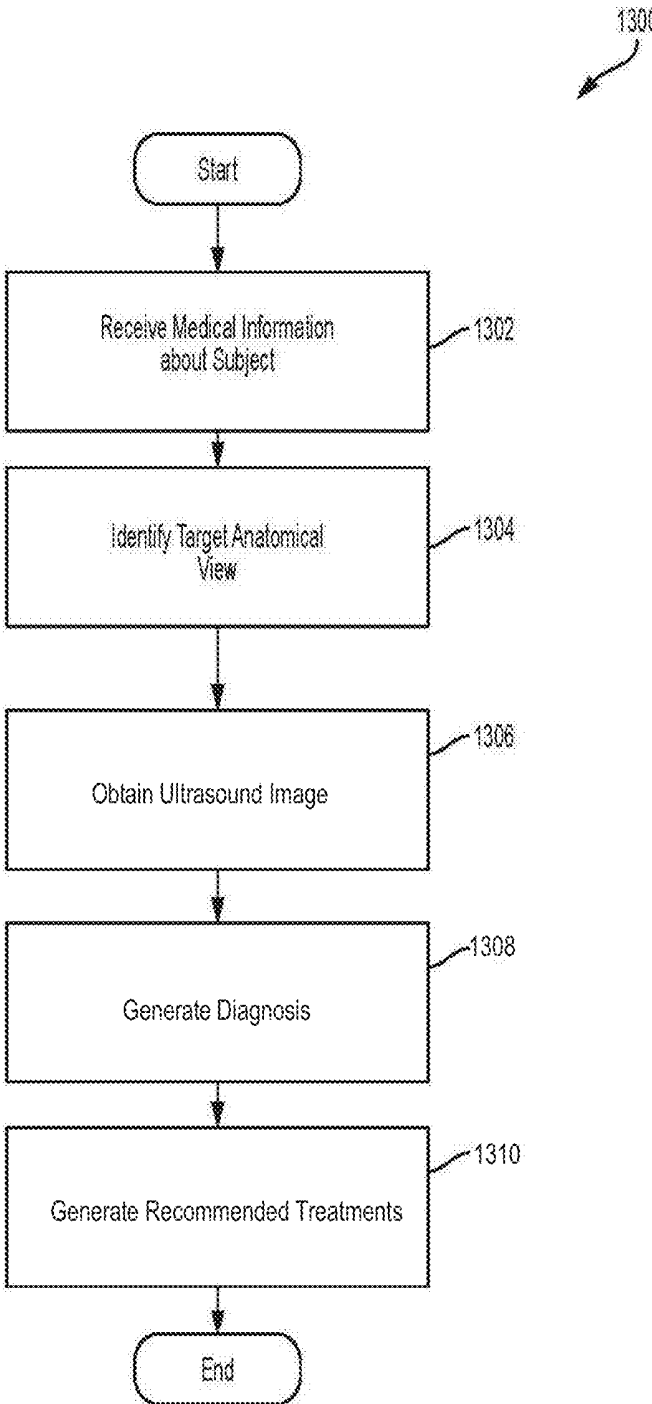 1300
Start
Receive Medical Information
about Subject
1302
Identify Target Anatomical
View
1304
1306
Obtain Ultrasound Image
1308
Generate Diagnosis
1310
Generate Recommended Treatments
End